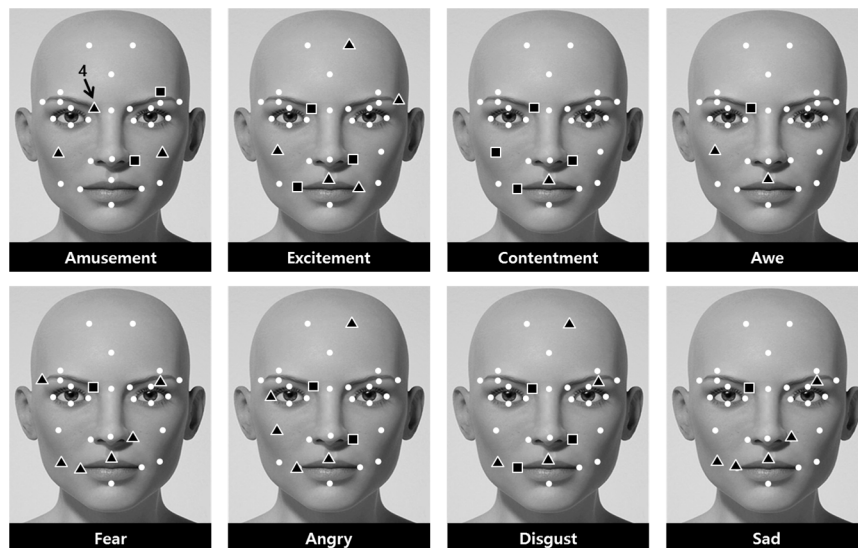 4
Amusement
Excitement
Contentment
Awe
Fear
Angry
Disgust
Sad